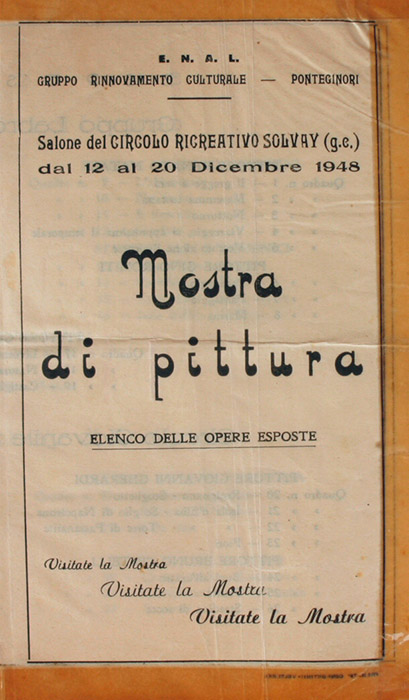 E. N. A. L.
GRUPPO RINNOVAMENTO CULTURALE — PONTEGINORI
Salone del CIRCOLO RICREATIVO SOLVAY (g.c.)
dal 12 al 20 Dicembre 1948
Mostra
di pittura
ELENCO DELLE OPERE ESPOSTE
Visitate la Mostra
Visitate la Mostra
Visitate la Mostra